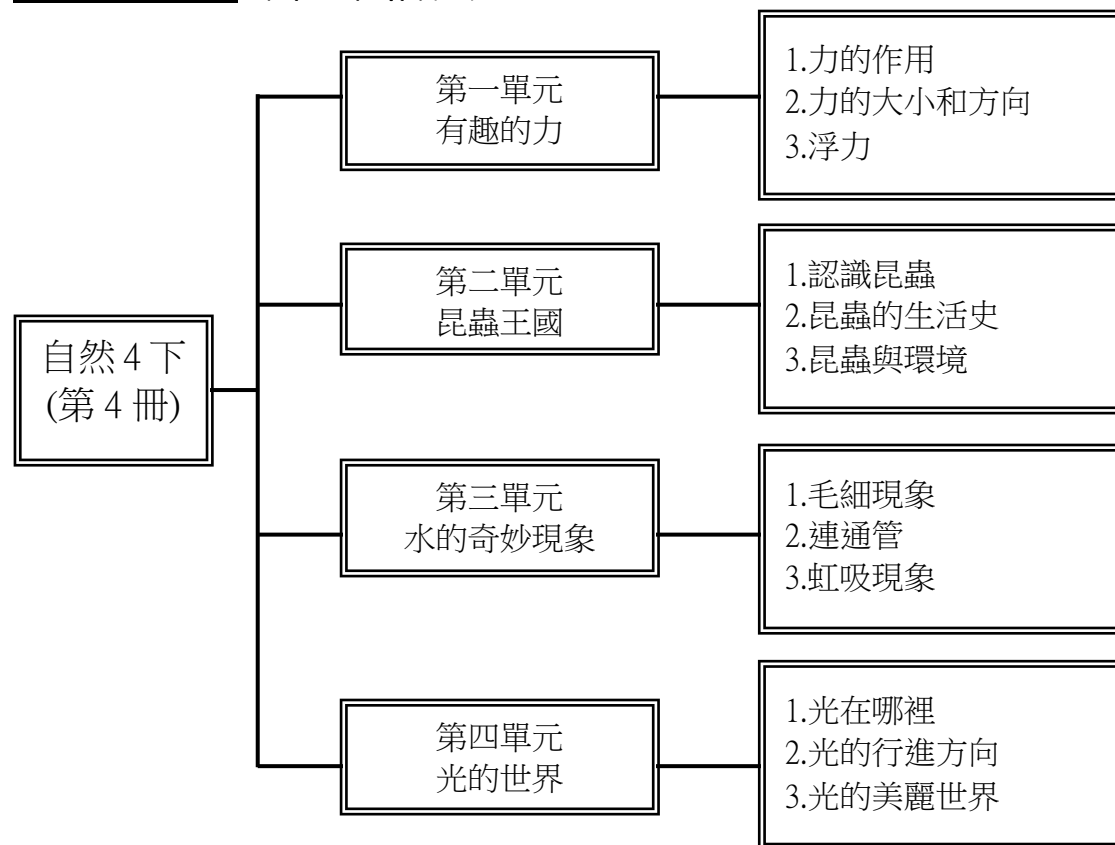 自然 4 下
(第 4 冊)
第一單元
有趣的力
1.力的作用
2.力的大小和方向
3.浮力
第二單元
昆蟲王國
1.認識昆蟲
2.昆蟲的生活史
3.昆蟲與環境
第三單元
水的奇妙現象
1.毛細現象
2.連通管
3.虹吸現象
第四單元
光的世界
1.光在哪裡
2.光的行進方向
3.光的美麗世界